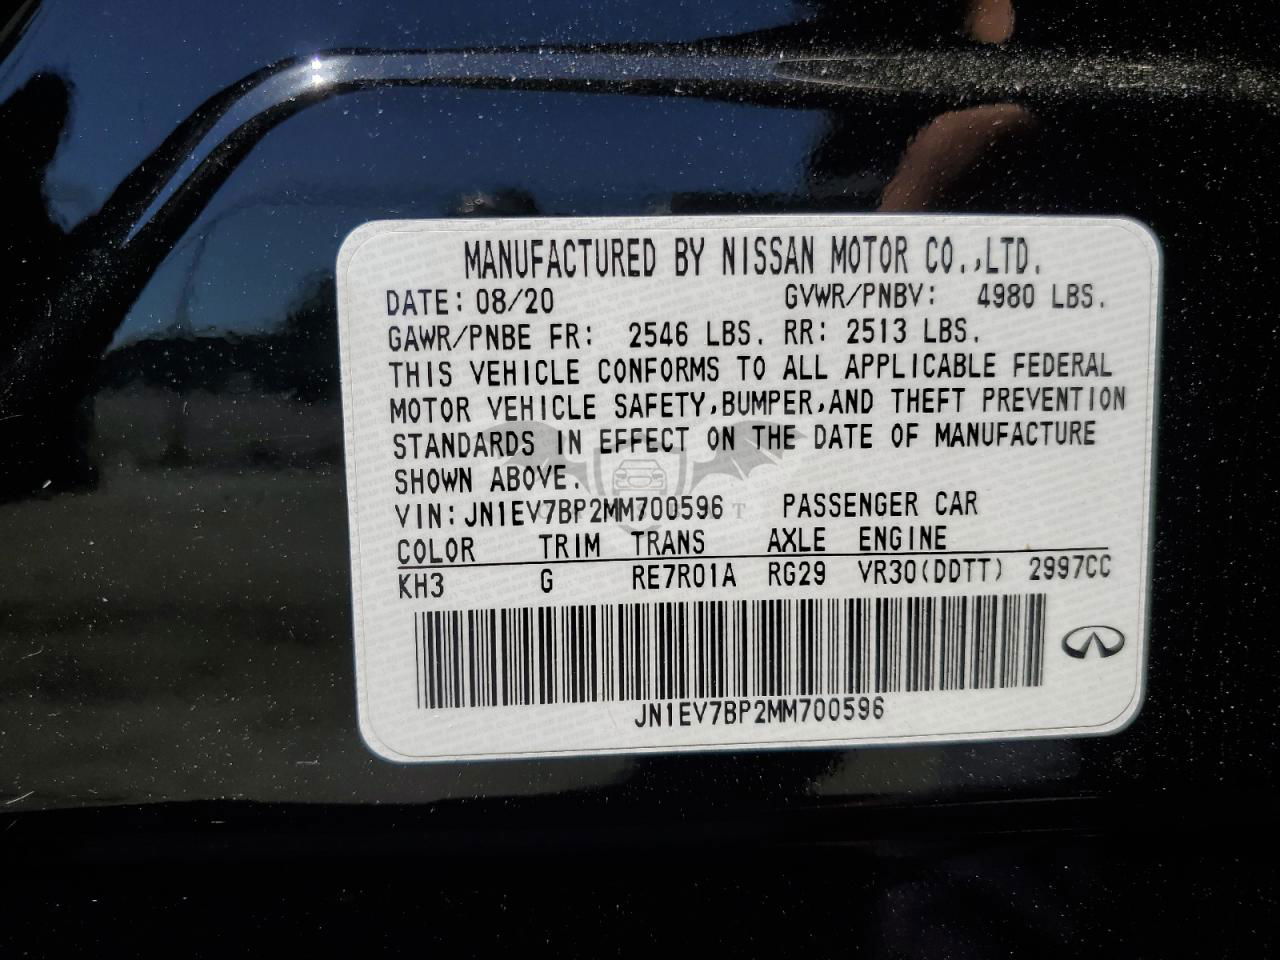 MANUFACTURED BY NISSAN MOTOR CO.,LTD.
DATE: 08/20 GVWR/PNBV: 4980 LBS.
GAWR/PNBE FR: 2546 LBS. RR: 2513 LBS.
THIS VEHICLE CONFORMS TO ALL APPLICABLE FEDERAL
MOTOR VEHICLE SAFETY,BUMPER,AND THEFT PREVENTION
STANDARDS IN EFFECT ON THE DATE OF MANUFACTURE
SHOWN ABOVE.
VIN: JN1EV7BP2MM700596 PASSENGER CAR
COLOR TRIM TRANS AXLE ENGINE
KH3 G RE7R01A RG29 VR30(DDTT) 2997CC
JN1EV7BP2MM700596